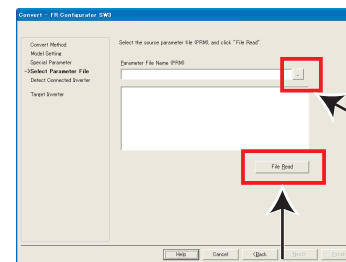 Convert - FR Configurator SW3
Convert Method
Model Setting
Special Parameter
->Select Parameter File
Detect Connected Inverter
Target Inverter
Select the source parameter file (PRM), and click "File Read".
Parameter File Name (PRM)
...
File Read
Help
Cancel
<Back
Next>